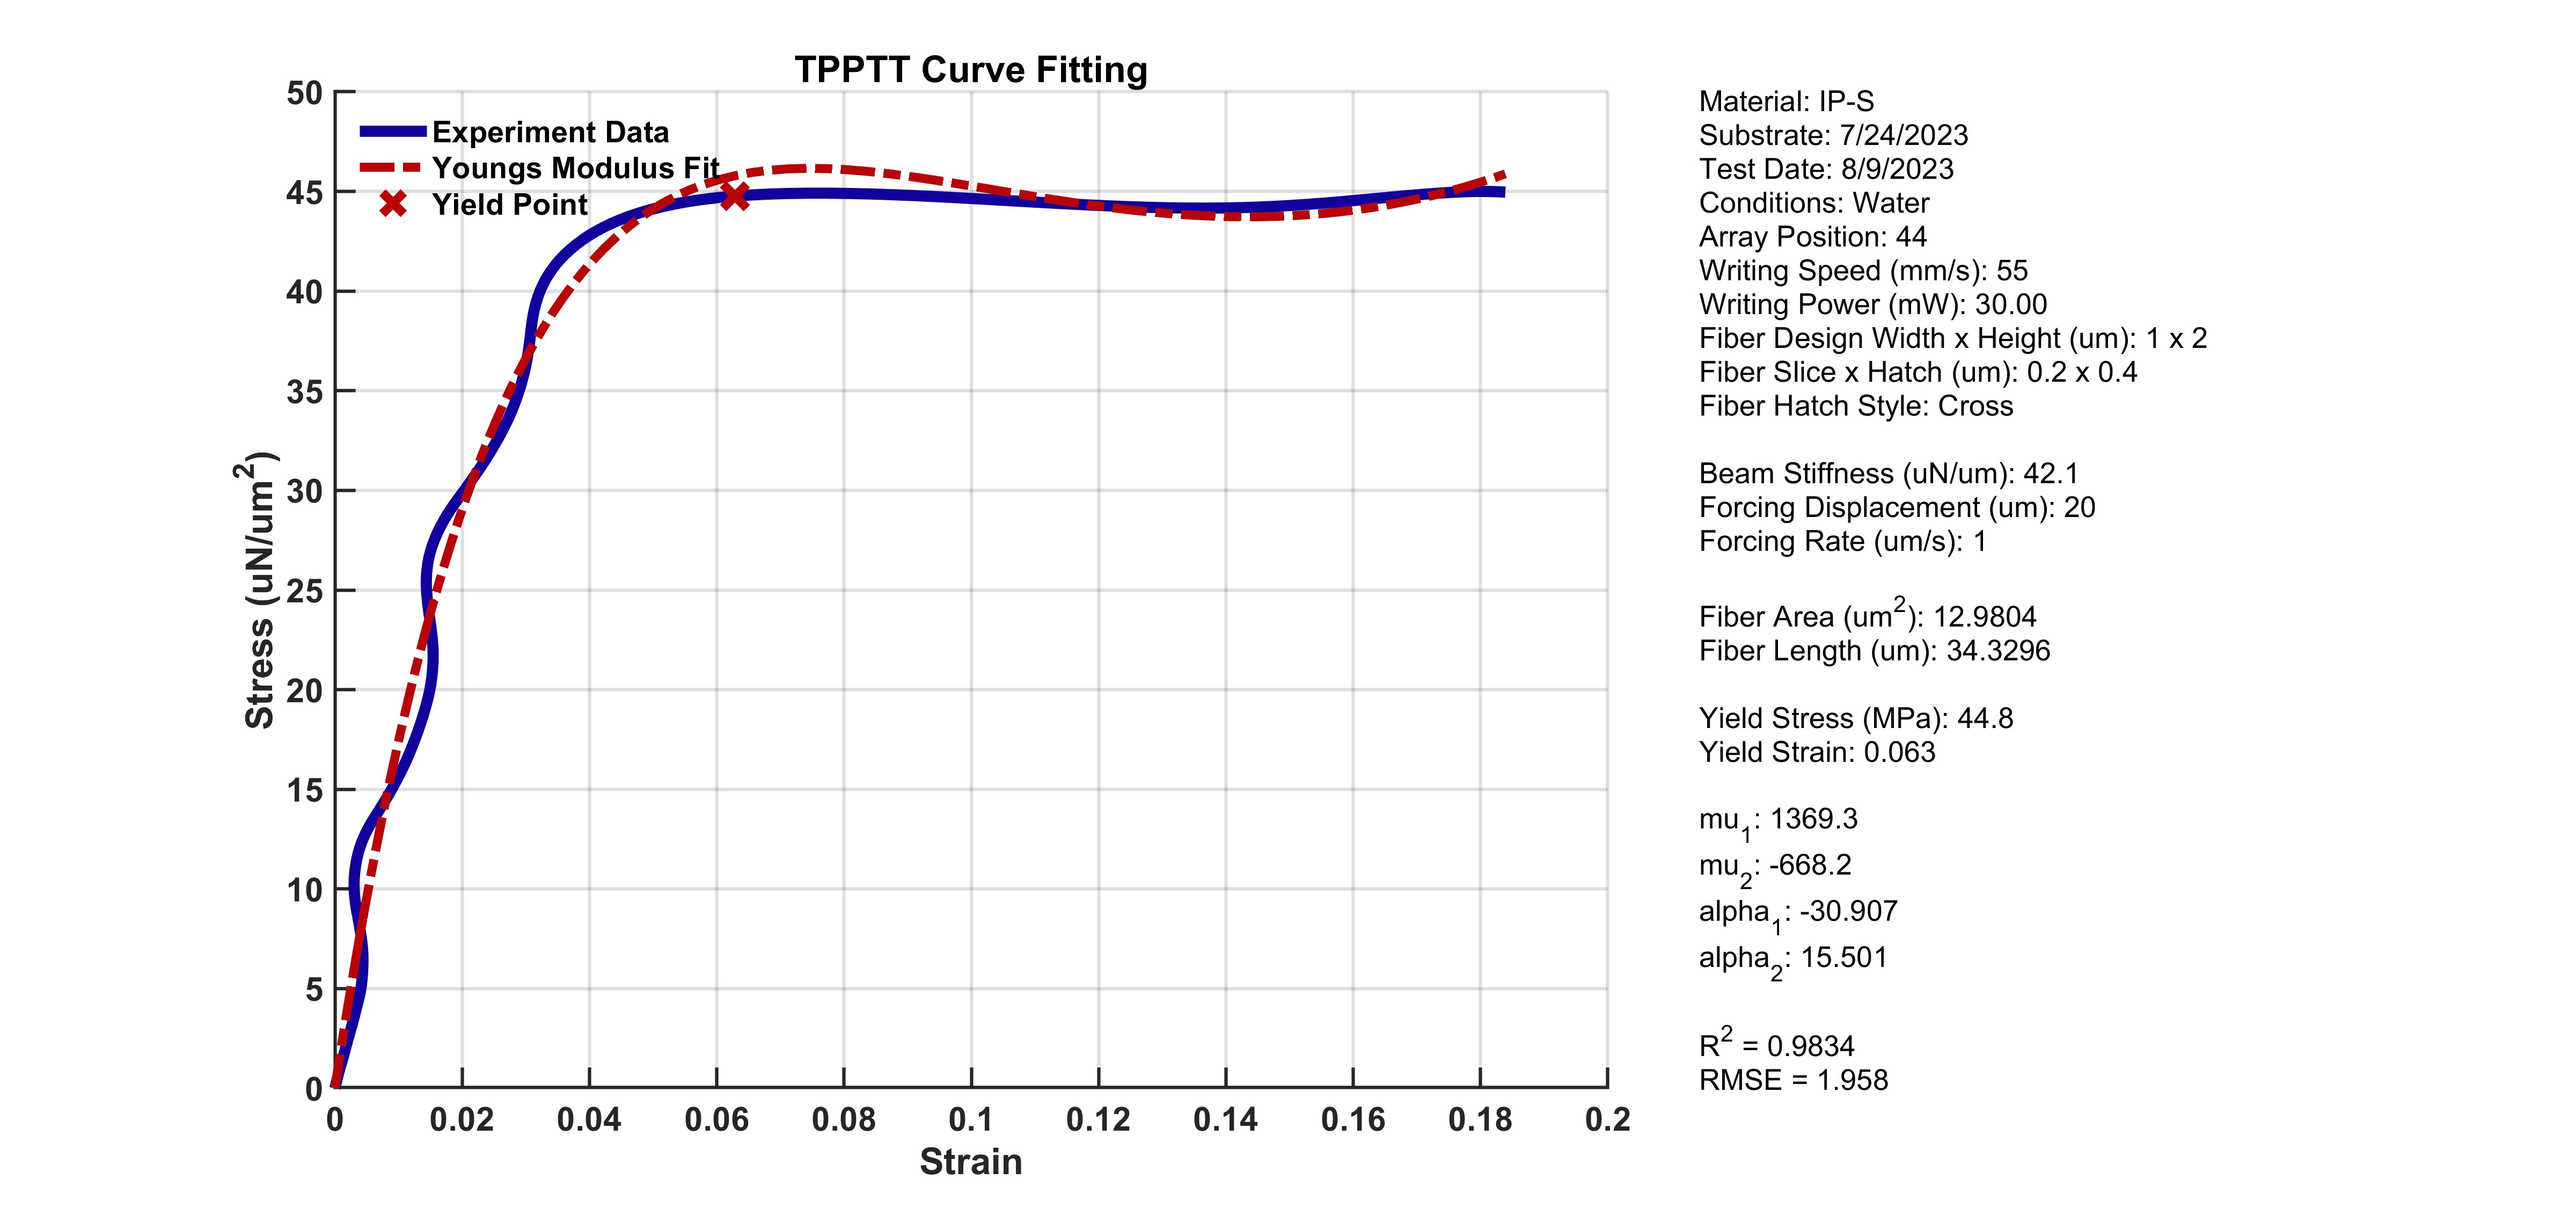 TPPTT Curve Fitting
50
45
40
35
30
25
20
15
10
5
0
Stress (uN/um²)
Experiment Data
Youngs Modulus Fit
Yield Point
0 0.02 0.04 0.06 0.08 0.1 0.12 0.14 0.16 0.18 0.2
Strain
Material: IP-S
Substrate: 7/24/2023
Test Date: 8/9/2023
Conditions: Water
Array Position: 44
Writing Speed (mm/s): 55
Writing Power (mW): 30.00
Fiber Design Width x Height (um): 1 x 2
Fiber Slice x Hatch (um): 0.2 x 0.4
Fiber Hatch Style: Cross
Beam Stiffness (uN/um): 42.1
Forcing Displacement (um): 20
Forcing Rate (um/s): 1
Fiber Area (um²): 12.9804
Fiber Length (um): 34.3296
Yield Stress (MPa): 44.8
Yield Strain: 0.063
mu₁: 1369.3
mu₂: -668.2
alpha₁: -30.907
alpha₂: 15.501
R² = 0.9834
RMSE = 1.958